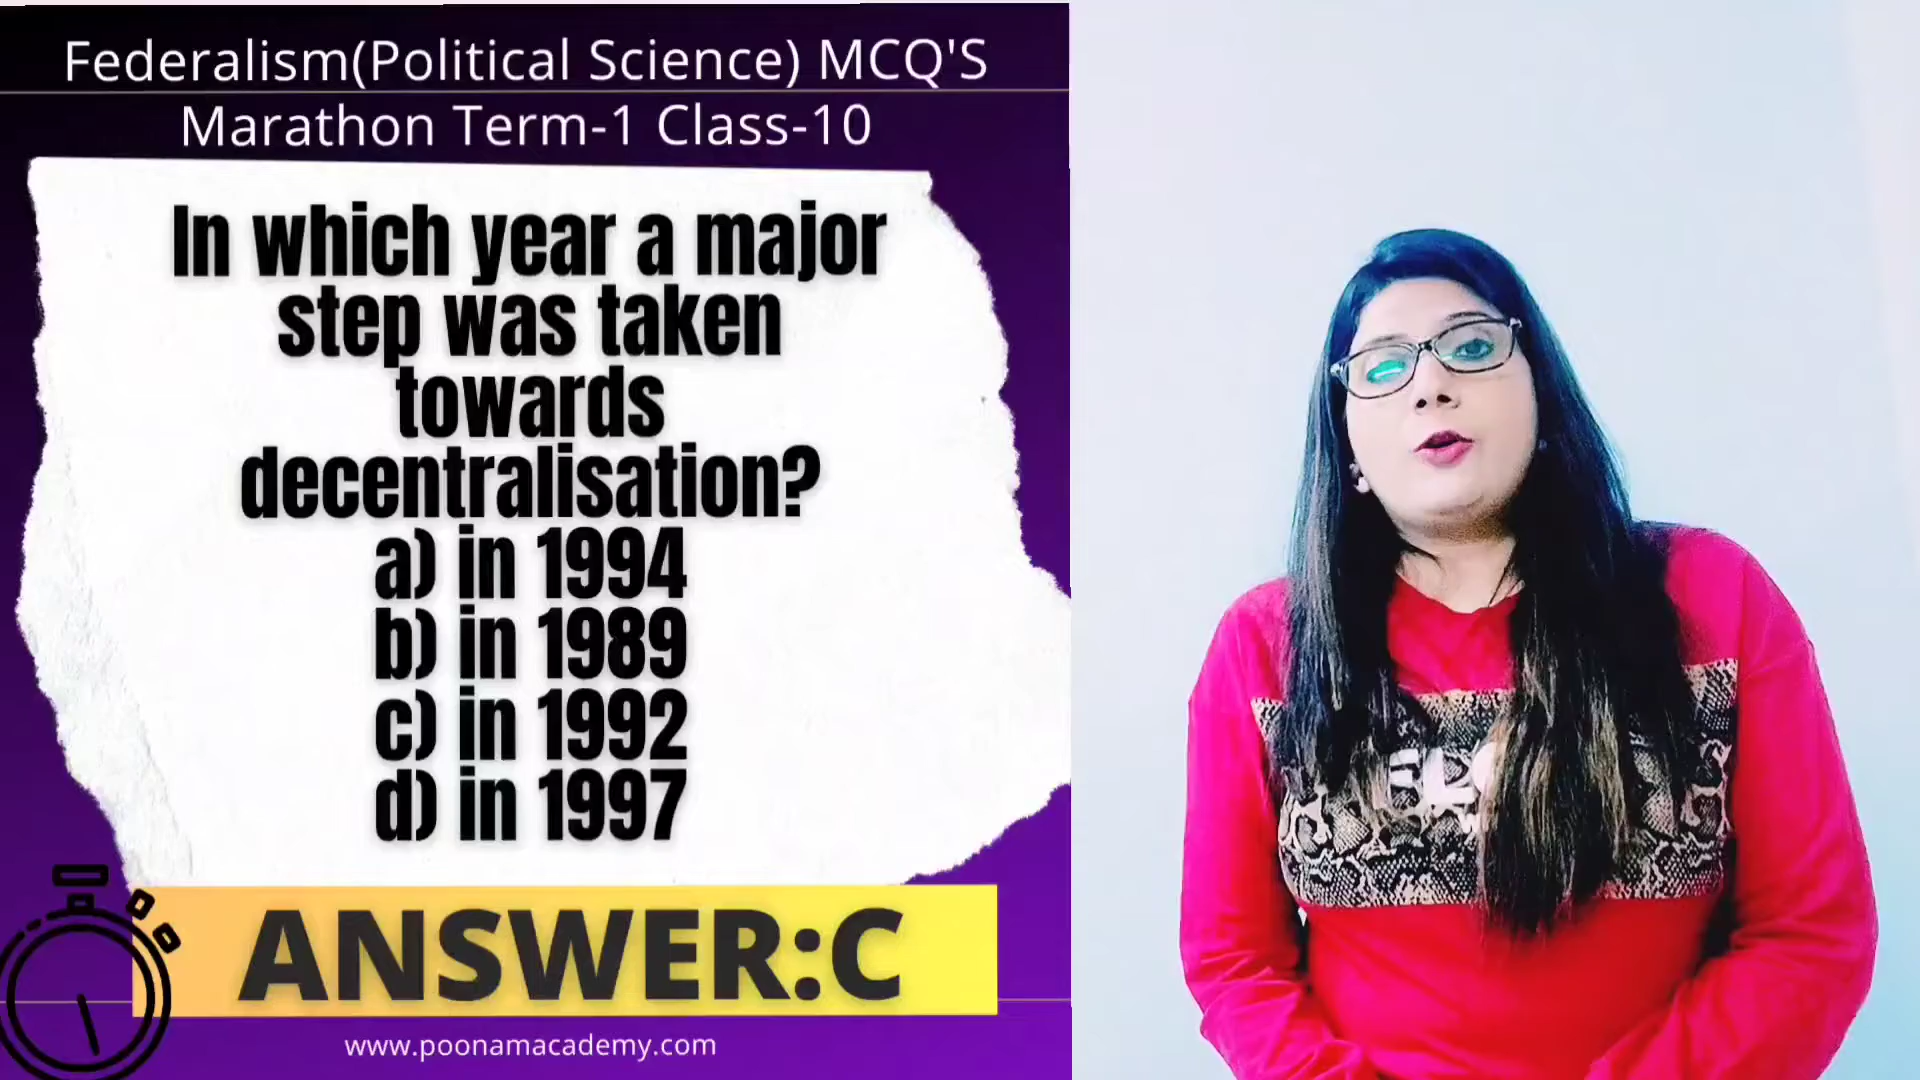 Federalism(Political Science) MCQ'S
Marathon Term-1 Class-10
In which year a major
step was taken
towards
decentralisation?
a) in 1994
b) in 1989
c) in 1992
d) in 1997
ANSWER:C
www.poonamacademy.com